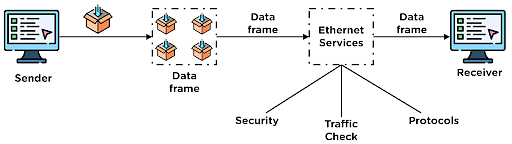 Sender
Data
frame
Data
frame
Ethernet
Services
Data
frame
Receiver
Security
Traffic
Check
Protocols